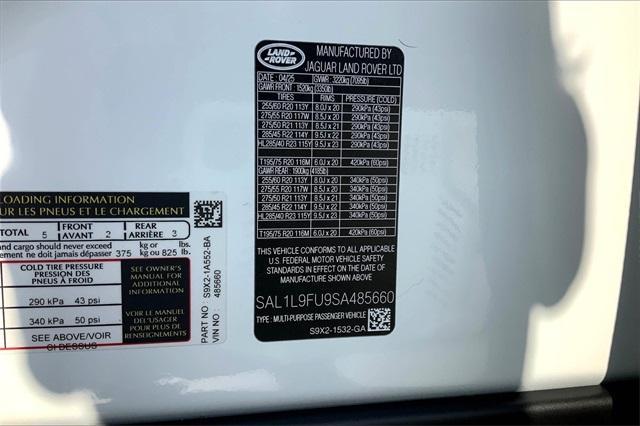 LAND ROVER
MANUFACTURED BY
JAGUAR LAND ROVER LTD
DATE : 04/25 GVWR: 3220kg (7095lb)
GAWR FRONT : 1520kg (3350lb)
TIRES RIMS PRESSURE (COLD)
255/60 R20 113Y 8.0J x 20 290kPa (43psi)
275/55 R20 117W 8.5J x 20 290kPa (43psi)
275/50 R21 113Y 8.5J x 21 290kPa (43psi)
285/45 R22 114Y 9.5J x 22 290kPa (43psi)
HL285/40 R23 115Y 9.5J x 23 290kPa (43psi)
T195/75 R20 116M 6.0J x 20 420kPa (60psi)
GAWR REAR : 1900kg (4185lb)
255/60 R20 113Y 8.0J x 20 340kPa (50psi)
275/55 R20 117W 8.5J x 20 340kPa (50psi)
275/50 R21 113Y 8.5J x 21 340kPa (50psi)
285/45 R22 114Y 9.5J x 22 340kPa (50psi)
HL285/40 R23 115Y 9.5J x 23 340kPa (50psi)
T195/75 R20 116M 6.0J x 20 420kPa (60psi)
THIS VEHICLE CONFORMS TO ALL APPLICABLE
U.S. FEDERAL MOTOR VEHICLE SAFETY
STANDARDS IN EFFECT ON THE DATE OF
MANUFACTURE SHOWN ABOVE.
SAL1L9FU9SA485660
TYPE : MULTI-PURPOSE PASSENGER VEHICLE
S9X2-1532-GA
LOADING INFORMATION
UR LES PNEUS ET LE CHARGEMENT
TOTAL 5 FRONT AVANT 2 REAR ARRIÈRE 3
and cargo should never exceed
ement ne doit jamais dépasser 375 kg or kg ou 825 lbs. lb.
COLD TIRE PRESSURE
PRESSION DES PNEUS
À FROID
290 kPa 43 psi
340 kPa 50 psi
SEE ABOVE/VOIR
CI DESSUS
SEE OWNER'S
MANUAL FOR
ADDITIONAL
INFORMATION
VOIR LE MANUEL
DE L'USAGER
POUR PLUS DE
RENSEIGNEMENTS
PART NO : S9X2-1A552-BA
VIN NO : 485660